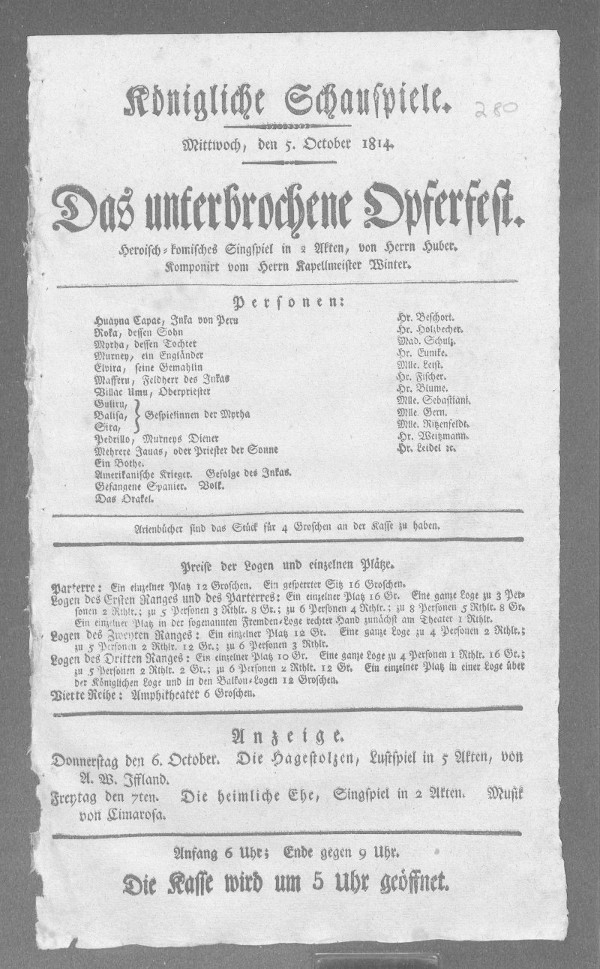 280
Königliche Schauspiele.
Mittwoch, den 5. October 1814.
Das unterbrochene Opferfest.
Heroisch-komisches Singspiel in 2 Akten, von Herrn Huber.
Komponirt vom Herrn Kapellmeister Winter.
Personen:
Huayna Capac, Inka von Peru Hr. Beschort.
Roka, dessen Sohn Hr. Holzbecher.
Myrha, dessen Tochter Mad. Schulz.
Murney, ein Engländer Hr. Eunike.
Elvira, seine Gemahlin Mlle. Leist.
Mafferu, Feldherr des Inkas Hr. Fischer.
Villac Umu, Oberpriester Hr. Blume.
Guliru, Mlle. Sebastiani.
Balisa, Gespielinnen der Myrha Mlle. Gern.
Sira, Mlle. Ritzenfeldt.
Pedrillo, Murneys Diener Hr. Weitzmann.
Mehrere Jauas, oder Priester der Sonne Hr. Leidel ꝛc.
Ein Bothe.
Amerikanische Krieger. Gefolge des Inkas.
Gefangene Spanier. Volk.
Das Orakel.
Arienbücher sind das Stück für 4 Groschen an der Kasse zu haben.
Preise der Logen und einzelnen Plätze.
Parterre: Ein einzelner Platz 12 Groschen. Ein gesperrter Sitz 16 Groschen.
Logen des Ersten Ranges und des Parterres: Ein einzelner Platz 16 Gr. Eine ganze Loge zu 3 Per-
sonen 2 Rthlr.; zu 5 Personen 3 Rthlr. 8 Gr.; zu 6 Personen 4 Rthlr.; zu 8 Personen 5 Rthlr. 8 Gr.
Ein einzelner Platz in der sogenannten Fremden-Loge rechter Hand zunächst am Theater 1 Rthlr.
Logen des Zweyten Ranges: Ein einzelner Platz 12 Gr. Eine ganze Loge zu 4 Personen 2 Rthlr.;
zu 5 Personen 2 Rthlr. 12 Gr.; zu 6 Personen 3 Rthlr.
Logen des Dritten Ranges: Ein einzelner Platz 10 Gr. Eine ganze Loge zu 4 Personen 1 Rthlr. 16 Gr.;
zu 5 Personen 2 Rthlr. 2 Gr.; zu 6 Personen 2 Rthlr. 12 Gr. Ein einzelner Platz in einer Loge über
der Königlichen Loge und in den Balkon-Logen 12 Groschen.
Vierte Reihe: Amphitheater 6 Groschen.
Anzeige.
Donnerstag den 6. October. Die Hagestolzen, Lustspiel in 5 Akten, von
A. W. Iffland.
Freytag den 7ten. Die heimliche Ehe, Singspiel in 2 Akten. Musik
von Cimarosa.
Anfang 6 Uhr; Ende gegen 9 Uhr.
Die Kasse wird um 5 Uhr geöffnet.